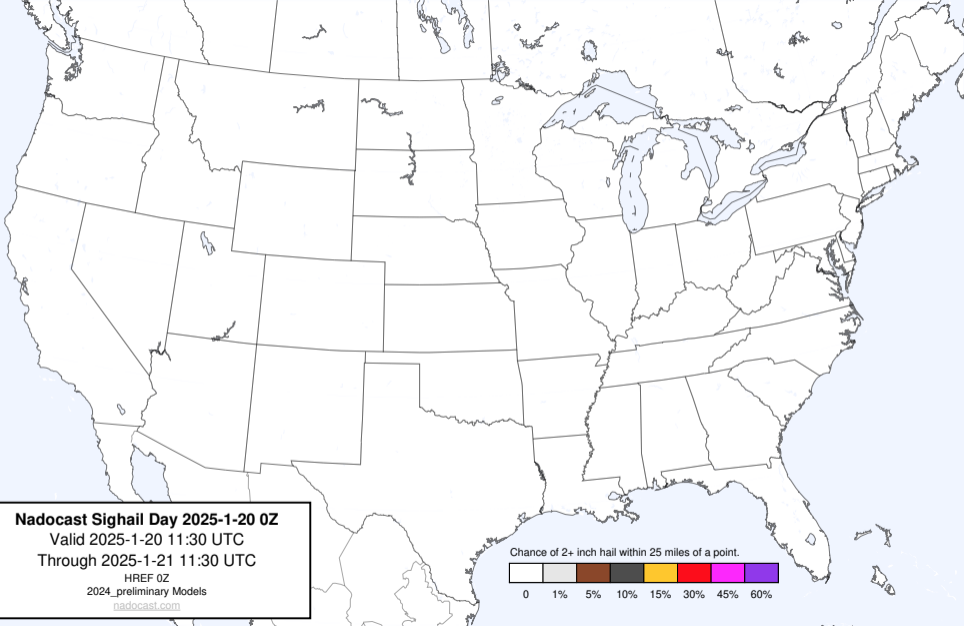 Nadocast Sighail Day 2025-1-20 0Z
Valid 2025-1-20 11:30 UTC
Through 2025-1-21 11:30 UTC
HREF 0Z
2024_preliminary Models
nadocast.com
Chance of 2+ inch hail within 25 miles of a point.
0 1% 5% 10% 15% 30% 45% 60%